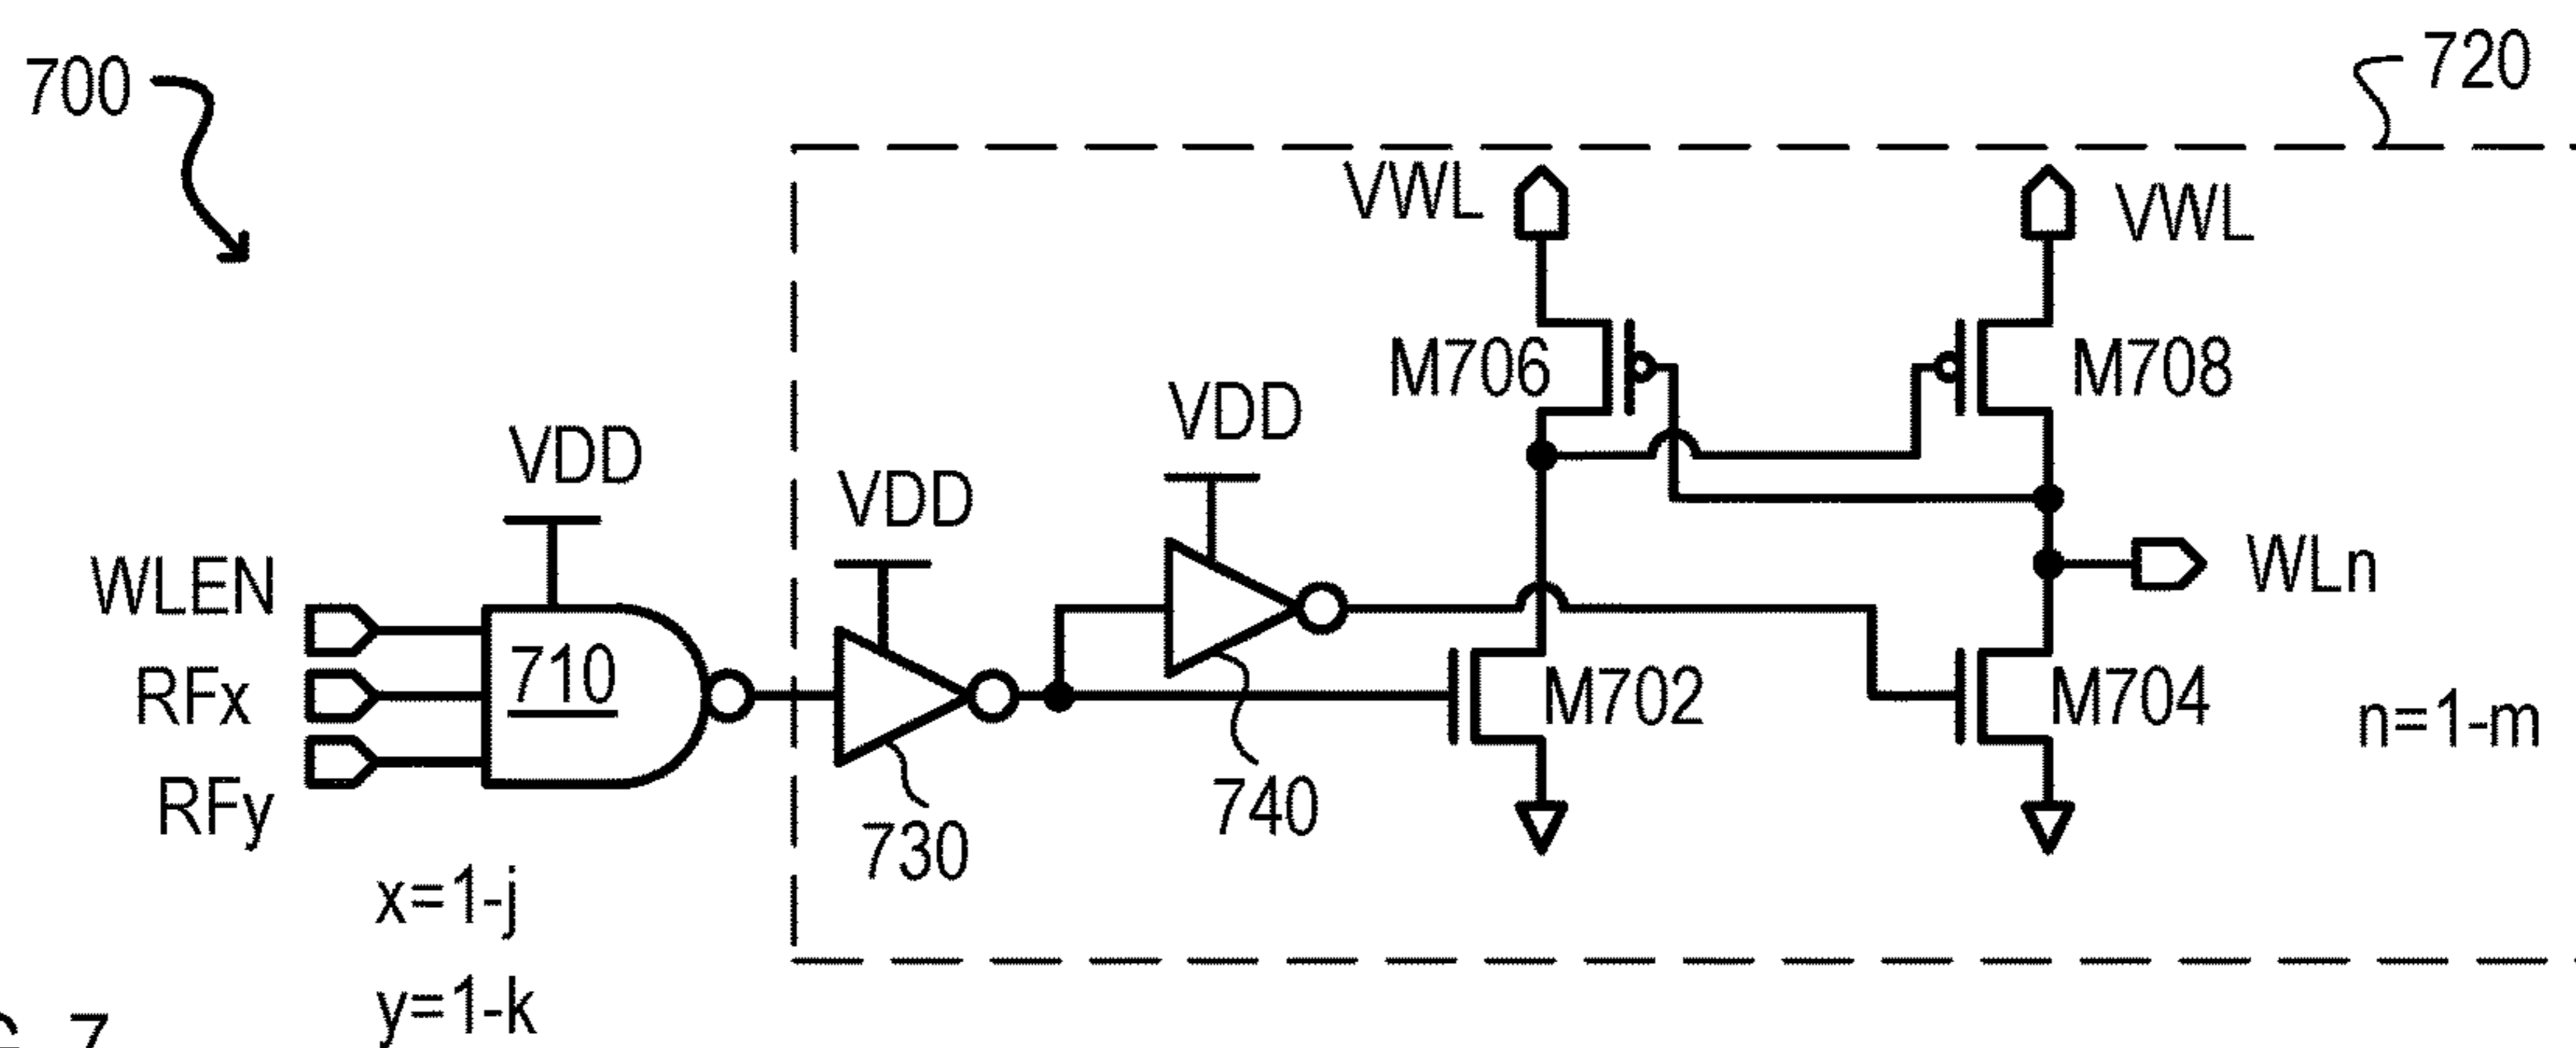 700
720
VWL
VWL
M706
M708
VDD
VDD
VDD
WLEN
WLn
710
RFx
M702
M704
n=1-m
RFy
740
730
x=1-j
y=1-k
7